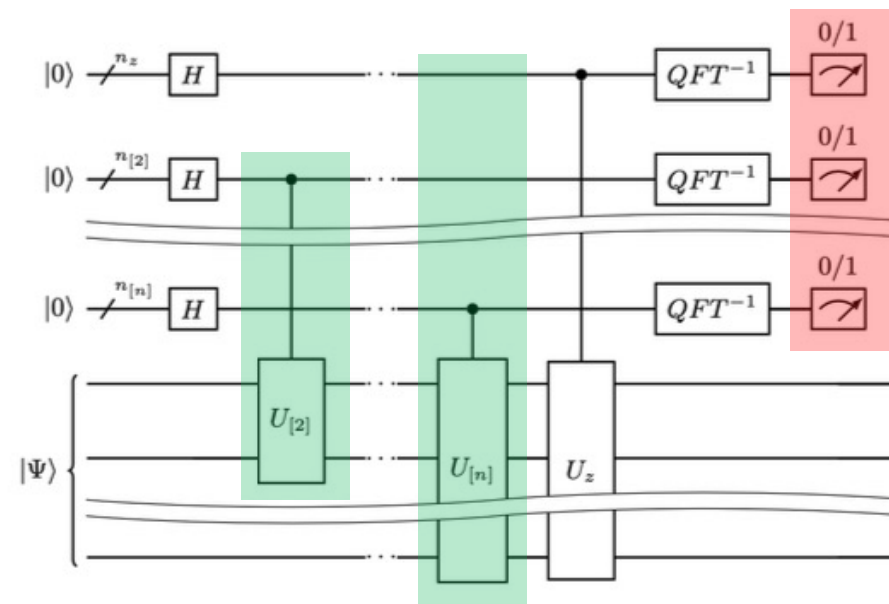 0/1
|0⟩ n_z H ··· QFT⁻¹
0/1
|0⟩ n_[2] H ··· QFT⁻¹
0/1
|0⟩ n_[n] H ··· QFT⁻¹
···
U_[2]
|Ψ⟩ ··· U_[n] U_z
···